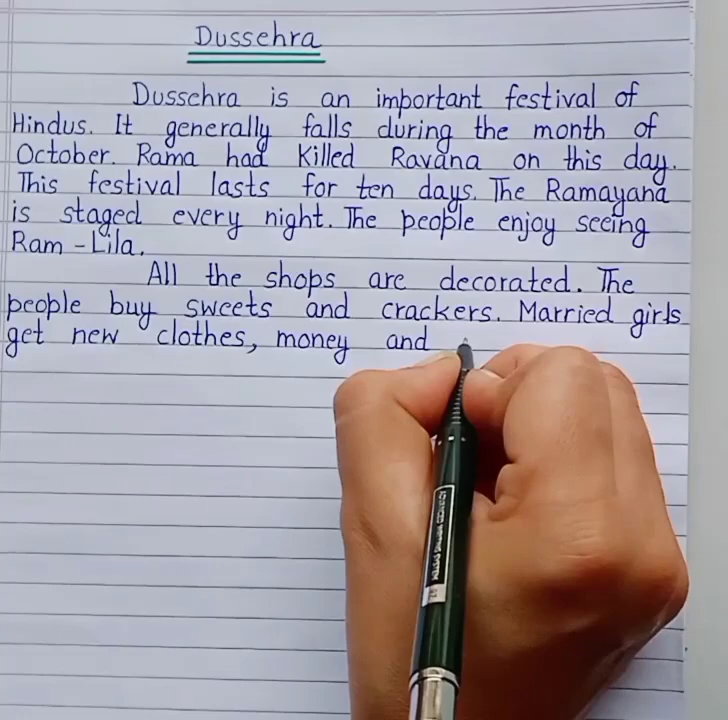 Dussehra
Dussehra is an important festival of
Hindus. It generally falls during the month of
October. Rama had Killed Ravana on this day.
This festival lasts for ten days. The Ramayana
is staged every night. The people enjoy seeing
Ram-Lila.
All the shops are decorated. The
people buy sweets and crackers. Married girls
get new clothes, money and
ADVANCED WRITING SYSTEM